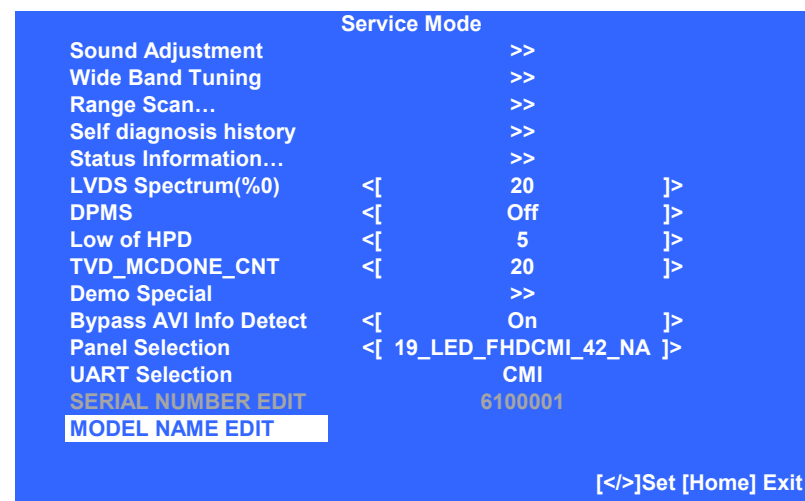 Service Mode
Sound Adjustment >>
Wide Band Tuning >>
Range Scan… >>
Self diagnosis history >>
Status Information… >>
LVDS Spectrum(%0) <[ 20 ]>
DPMS <[ Off ]>
Low of HPD <[ 5 ]>
TVD_MCDONE_CNT <[ 20 ]>
Demo Special >>
Bypass AVI Info Detect <[ On ]>
Panel Selection <[ 19_LED_FHDCMI_42_NA ]>
UART Selection CMI
SERIAL NUMBER EDIT 6100001
MODEL NAME EDIT
[</>]Set [Home] Exit